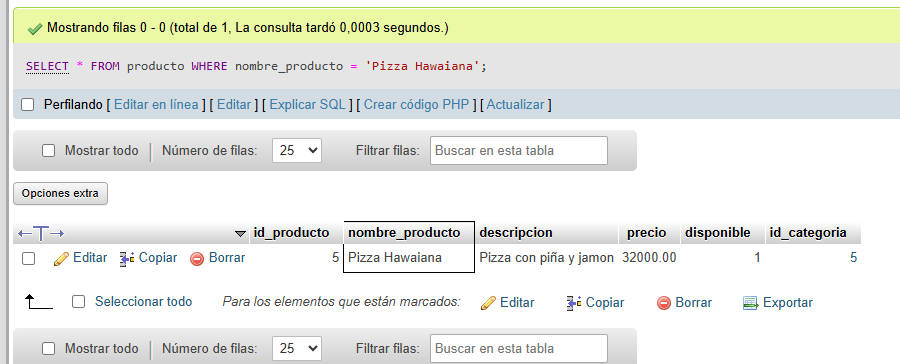 Mostrando filas 0 - 0 (total de 1, La consulta tardó 0,0003 segundos.)
SELECT * FROM producto WHERE nombre_producto = 'Pizza Hawaiana';
Perfilando [ Editar en línea ] [ Editar ] [ Explicar SQL ] [ Crear código PHP ] [ Actualizar ]
Mostrar todo Número de filas: 25 Filtrar filas: Buscar en esta tabla
Opciones extra
←T→ id_producto nombre_producto descripcion precio disponible id_categoria
Editar Copiar Borrar 5 Pizza Hawaiana Pizza con piña y jamon 32000.00 1 5
Seleccionar todo Para los elementos que están marcados: Editar Copiar Borrar Exportar
Mostrar todo Número de filas: 25 Filtrar filas: Buscar en esta tabla